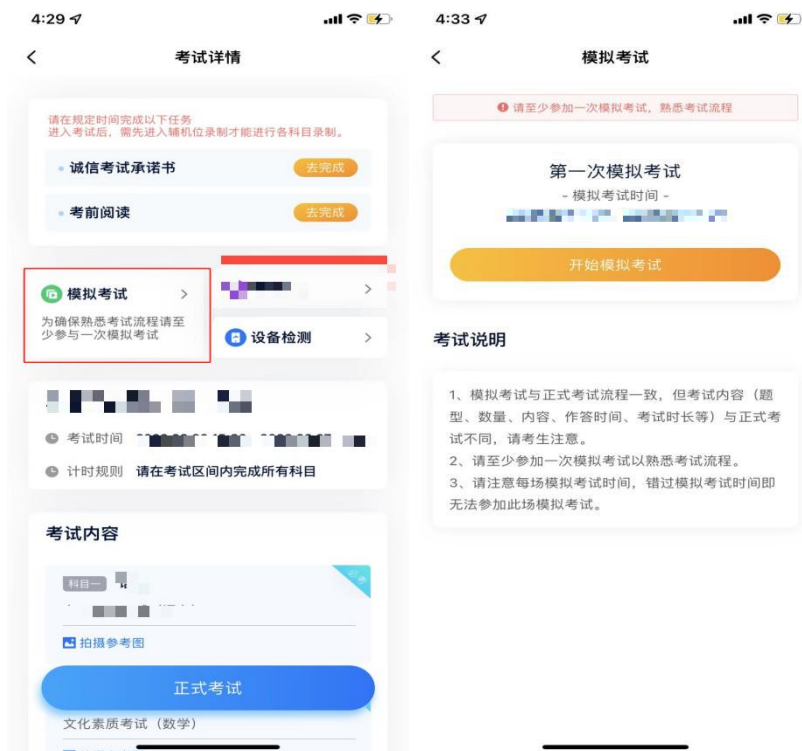 4:29
考试详情
请在规定时间完成以下任务
进入考试后，需先进入辅机位录制才能进行各科目录制。
诚信考试承诺书
去完成
考前阅读
去完成
模拟考试
为确保熟悉考试流程请至
少参与一次模拟考试
设备检测
考试时间
计时规则 请在考试区间内完成所有科目
考试内容
科目一
必考
拍摄参考图
正式考试
文化素质考试（数学）
4:33
模拟考试
请至少参加一次模拟考试，熟悉考试流程
第一次模拟考试
- 模拟考试时间 -
开始模拟考试
考试说明
1、模拟考试与正式考试流程一致，但考试内容（题
型、数量、内容、作答时间、考试时长等）与正式考
试不同，请考生注意。
2、请至少参加一次模拟考试以熟悉考试流程。
3、请注意每场模拟考试时间，错过模拟考试时间即
无法参加此场模拟考试。